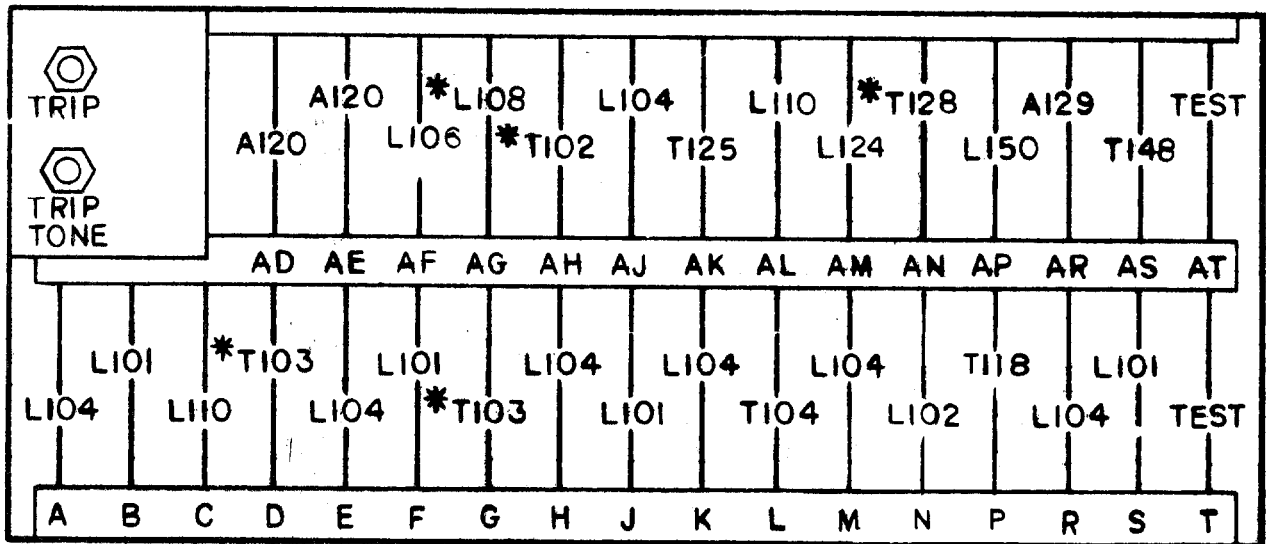 TRIP
TRIP
TONE
A120 *L108 L104 L110 *T128 A129 TEST
A120 L106 *T102 T125 L124 L150 T148
AD AE AF AG AH AJ AK AL AM AN AP AR AS AT
L101 *T103 L101 L104 L104 L104 T118 L101
L104 L110 L104 *T103 L101 T104 L102 L104 TEST
A B C D E F G H J K L M N P R S T